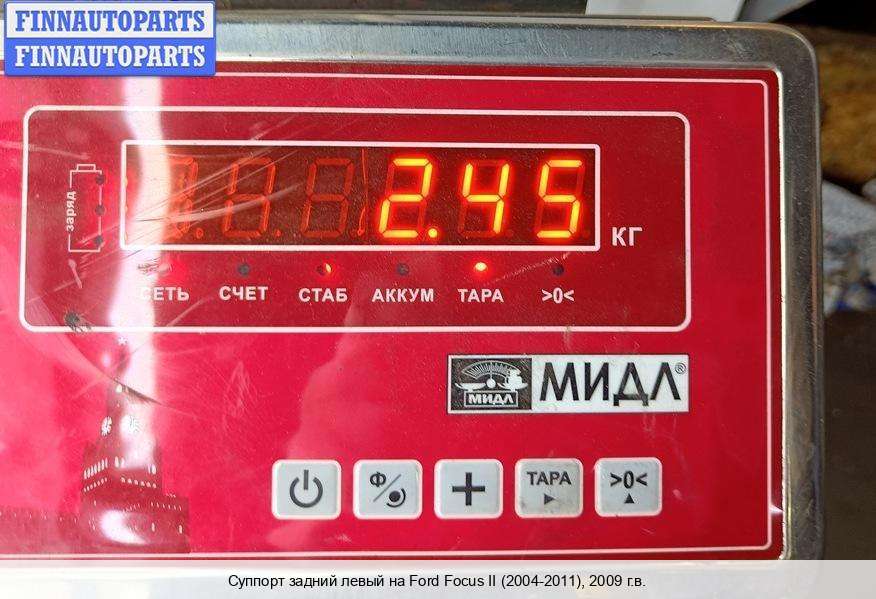 FINNAUTOPARTS
FINNAUTOPARTS
заряд
2.45
КГ
СЕТЬ СЧЕТ СТАБ АККУМ ТАРА >0<
МИДЛ МИДЛ®
Ф ТАРА >0<
Суппорт задний левый на Ford Focus II (2004-2011), 2009 г.в.